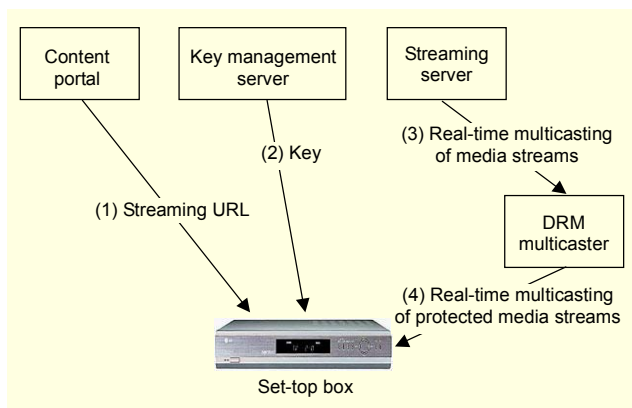 Content
portal
Key management
server
Streaming
server
(3) Real-time multicasting
of media streams
(2) Key
(1) Streaming URL
DRM
multicaster
(4) Real-time multicasting
of protected media streams
Set-top box